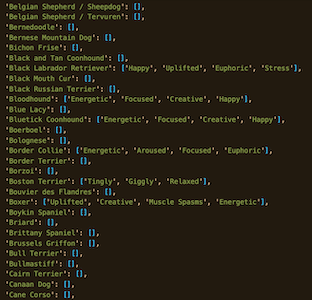 'Belgian Shepherd / Sheepdog': [],
'Belgian Shepherd / Tervuren': [],
'Bernedoodle': [],
'Bernese Mountain Dog': [],
'Bichon Frise': [],
'Black and Tan Coonhound': [],
'Black Labrador Retriever': ['Happy', 'Uplifted', 'Euphoric', 'Stress'],
'Black Mouth Cur': [],
'Black Russian Terrier': [],
'Bloodhound': ['Energetic', 'Focused', 'Creative', 'Happy'],
'Blue Lacy': [],
'Bluetick Coonhound': ['Energetic', 'Focused', 'Creative', 'Happy'],
'Boerboel': [],
'Bolognese': [],
'Border Collie': ['Energetic', 'Aroused', 'Focused', 'Euphoric'],
'Border Terrier': [],
'Borzoi': [],
'Boston Terrier': ['Tingly', 'Giggly', 'Relaxed'],
'Bouvier des Flandres': [],
'Boxer': ['Uplifted', 'Creative', 'Muscle Spasms', 'Energetic'],
'Boykin Spaniel': [],
'Briard': [],
'Brittany Spaniel': [],
'Brussels Griffon': [],
'Bull Terrier': [],
'Bullmastiff': [],
'Cairn Terrier': [],
'Canaan Dog': [],
'Cane Corso': [],